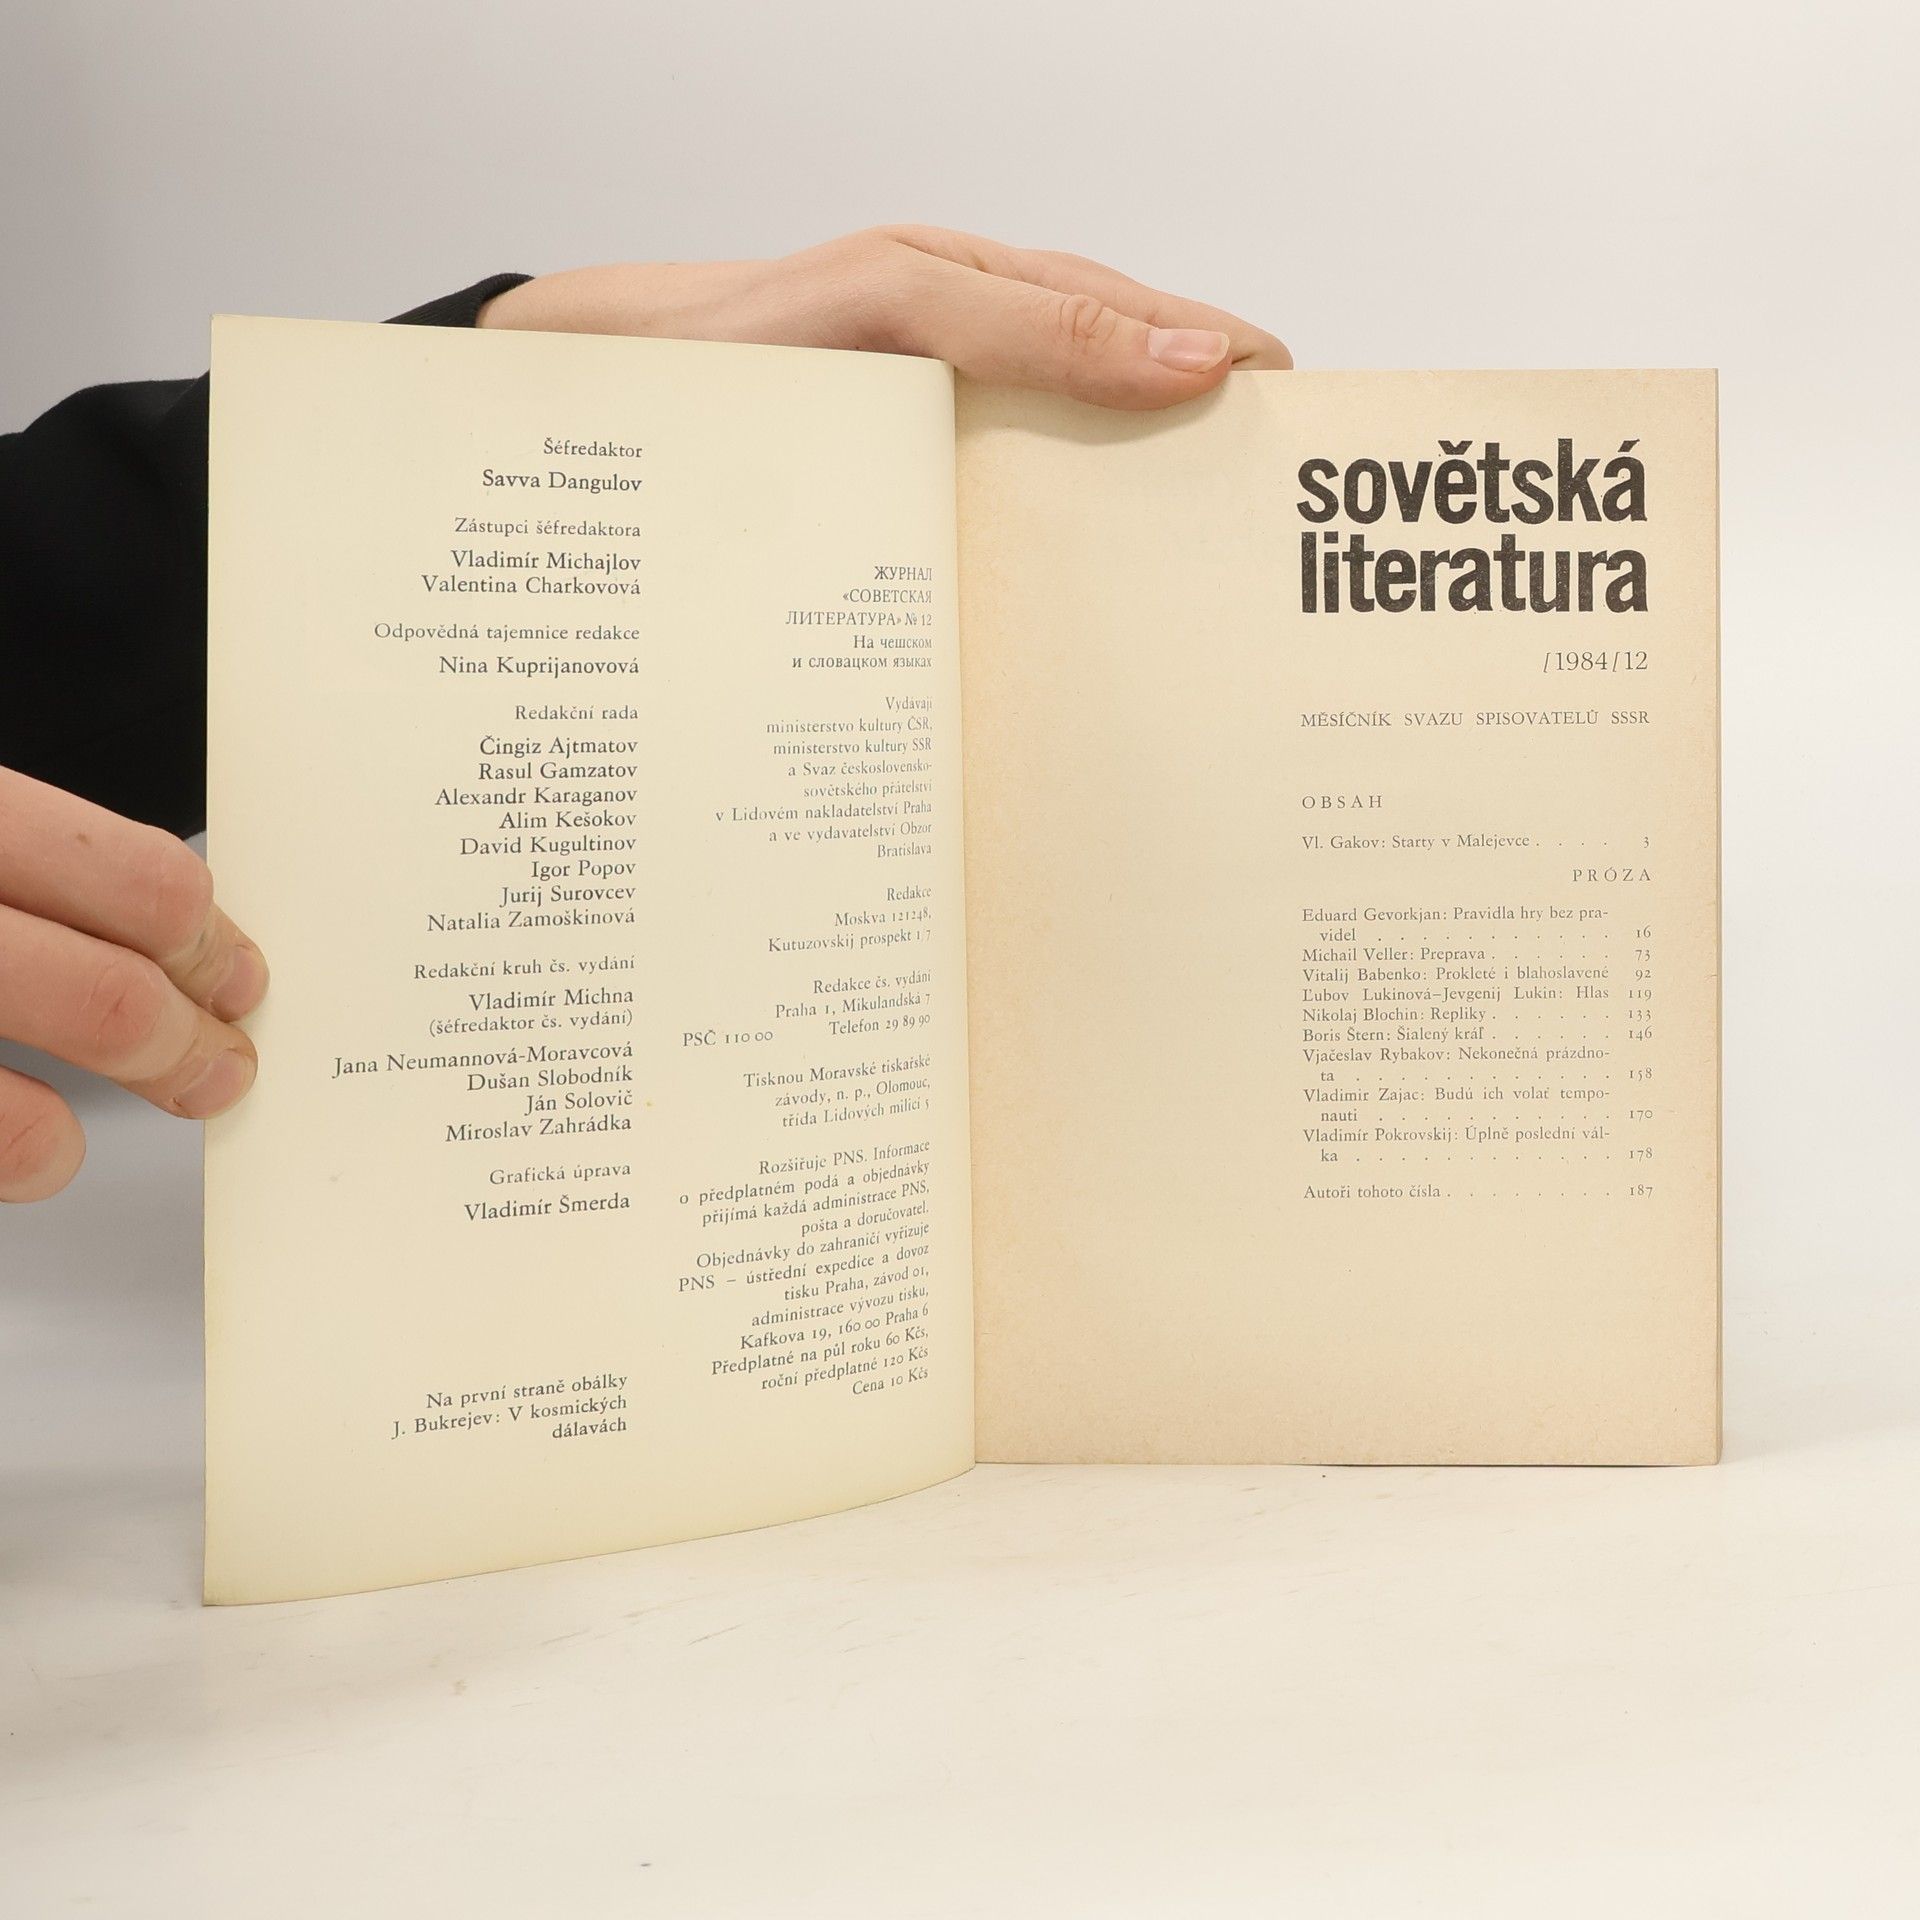 Šéfredaktor
Savva Dangulov
Zástupci šéfredaktora
Vladimír Michajlov
Valentina Charkovová
Odpovědná tajemnice redakce
Nina Kuprijanovová
Redakční rada
Čingiz Ajtmatov
Rasul Gamzatov
Alexandr Karaganov
Alim Kešokov
David Kugultinov
Igor Popov
Jurij Surovcev
Natalia Zamoškinová
Redakční kruh čs. vydání
Vladimír Michna
(šéfredaktor čs. vydání)
Jana Neumannová-Moravcová
Dušan Slobodník
Ján Solovič
Miroslav Zahrádka
Grafická úprava
Vladimír Šmerda
Na první straně obálky
J. Bukrejev: V kosmických
dálavách
ЖУРНАЛ
«СОВЕТСКАЯ
ЛИТЕРАТУРА» № 12
На чешском
и словацком языках
Vydávají
ministerstvo kultury ČSR,
ministerstvo kultury SSR
a Svaz československo-
sovětského přátelství
v Lidovém nakladatelství Praha
a ve vydavatelství Obzor
Bratislava
Redakce
Moskva 121248,
Kutuzovskij prospekt 1/7
Redakce čs. vydání
Praha 1, Mikulandská 7
PSČ 110 00 Telefon 29 89 90
Tisknou Moravské tiskařské
závody, n. p., Olomouc,
třída Lidových milicí 5
Rozšiřuje PNS. Informace
o předplatném podá a objednávky
přijímá každá administrace PNS,
pošta a doručovatel.
Objednávky do zahraničí vyřizuje
PNS – ústřední expedice a dovoz
tisku Praha, závod 01,
administrace vývozu tisku,
Kafkova 19, 160 00 Praha 6
Předplatné na půl roku 60 Kčs,
roční předplatné 120 Kčs
Cena 10 Kčs
sovětská
literatura
/1984/12
MĚSÍČNÍK SVAZU SPISOVATELŮ SSSR
OBSAH
Vl. Gakov: Starty v Malejevce . . . . 3
PRÓZA
Eduard Gevorkjan: Pravidla hry bez pra-
videl . . . . . . . . . . . 16
Michail Veller: Preprava . . . . . . 73
Vitalij Babenko: Prokleté i blahoslavené 92
Ľubov Lukinová–Jevgenij Lukin: Hlas 119
Nikolaj Blochin: Repliky . . . . . . 133
Boris Štern: Šialený kráľ . . . . . . 146
Vjačeslav Rybakov: Nekonečná prázdno-
ta . . . . . . . . . . . . 158
Vladimir Zajac: Budú ich volať tempo-
nauti . . . . . . . . . . . 170
Vladimír Pokrovskij: Úplně poslední vál-
ka . . . . . . . . . . . . 178
Autoři tohoto čísla . . . . . . . . 187